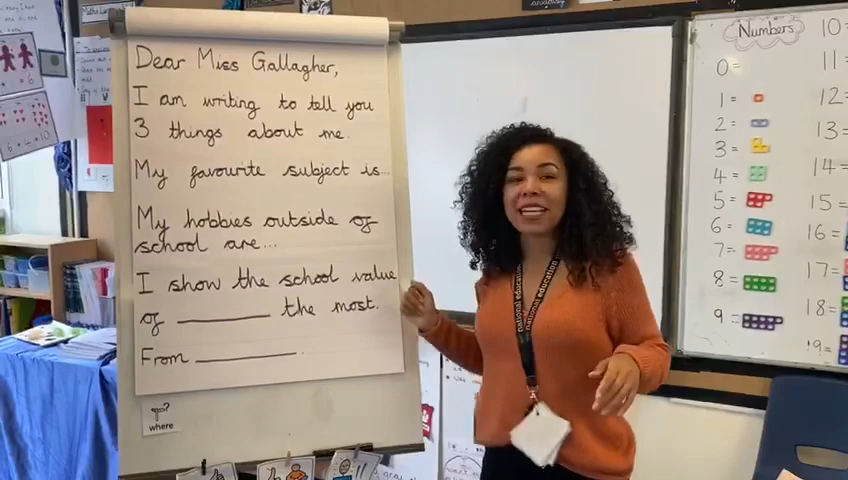 Dear Miss Gallagher,
I am writing to tell you
3 things about me.
My favourite subject is...
My hobbies outside of
school are...
I show the school value
of ________ the most.
From ________
where
Numbers
0=
1=
2=
3=
4=
5=
6=
7=
8=
9=
10
11
12
13=
14=
15=
16=
17=
18=
19=
national education